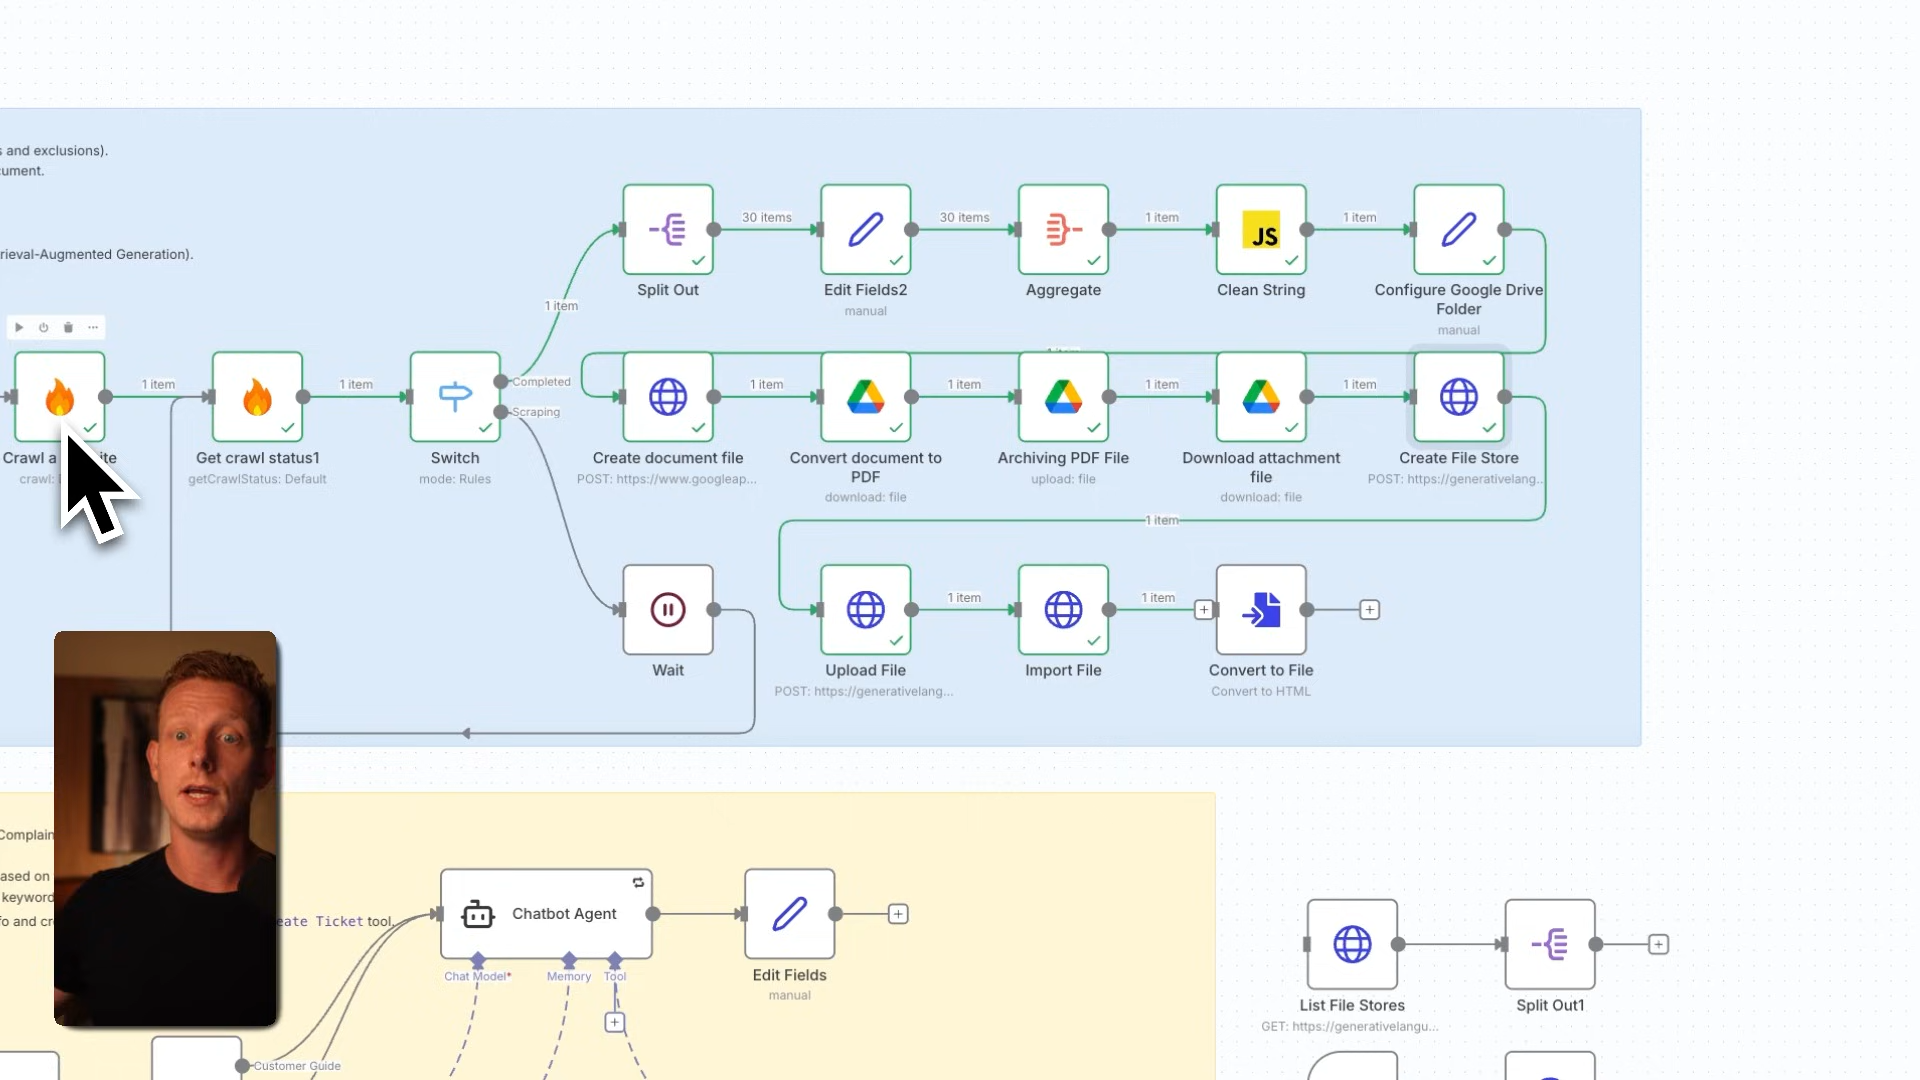 s and exclusions).
cument.
rieval-Augmented Generation).
30 items
30 items
1 item
1 item
JS
Split Out
Edit Fields2
manual
Aggregate
Clean String
Configure Google Drive
Folder
manual
1 item
1 item
1 item
Completed
Scraping
1 item
1 item
1 item
1 item
Crawl a
ite
crawl:
Get crawl status1
getCrawlStatus: Default
Switch
mode: Rules
Create document file
POST: https://www.googleap...
Convert document to
PDF
download: file
Archiving PDF File
upload: file
Download attachment
file
download: file
Create File Store
POST: https://generativelang...
1 item
1 item
1 item
Wait
Upload File
POST: https://generativelang...
Import File
Convert to File
Convert to HTML
Complain
ased on
keyword
fo and cr
eate Ticket tool.
Chatbot Agent
Chat Model*
Memory
Tool
Edit Fields
manual
List File Stores
GET: https://generativelangu...
Split Out1
Customer Guide